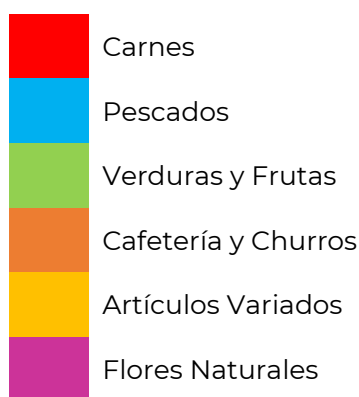 Carnes
Pescados
Verduras y Frutas
Cafetería y Churros
Artículos Variados
Flores Naturales